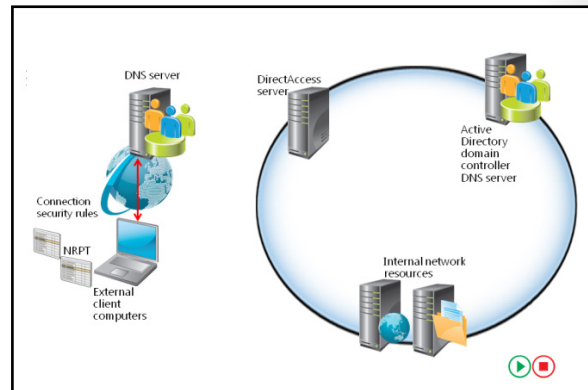 DNS server
DirectAccess
server
Active
Directory
domain
controller
DNS server
Connection
security rules
NRPT
External
client
computers
Internal network
resources